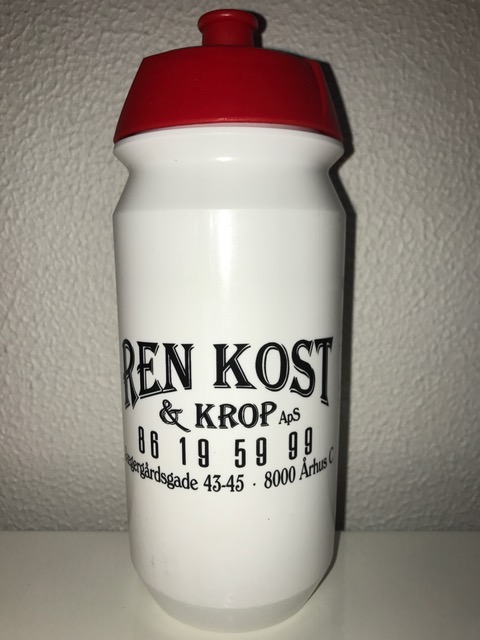 REN KOST
& KROP ApS
86 19 59 99
43-45 · 8000 Århus C